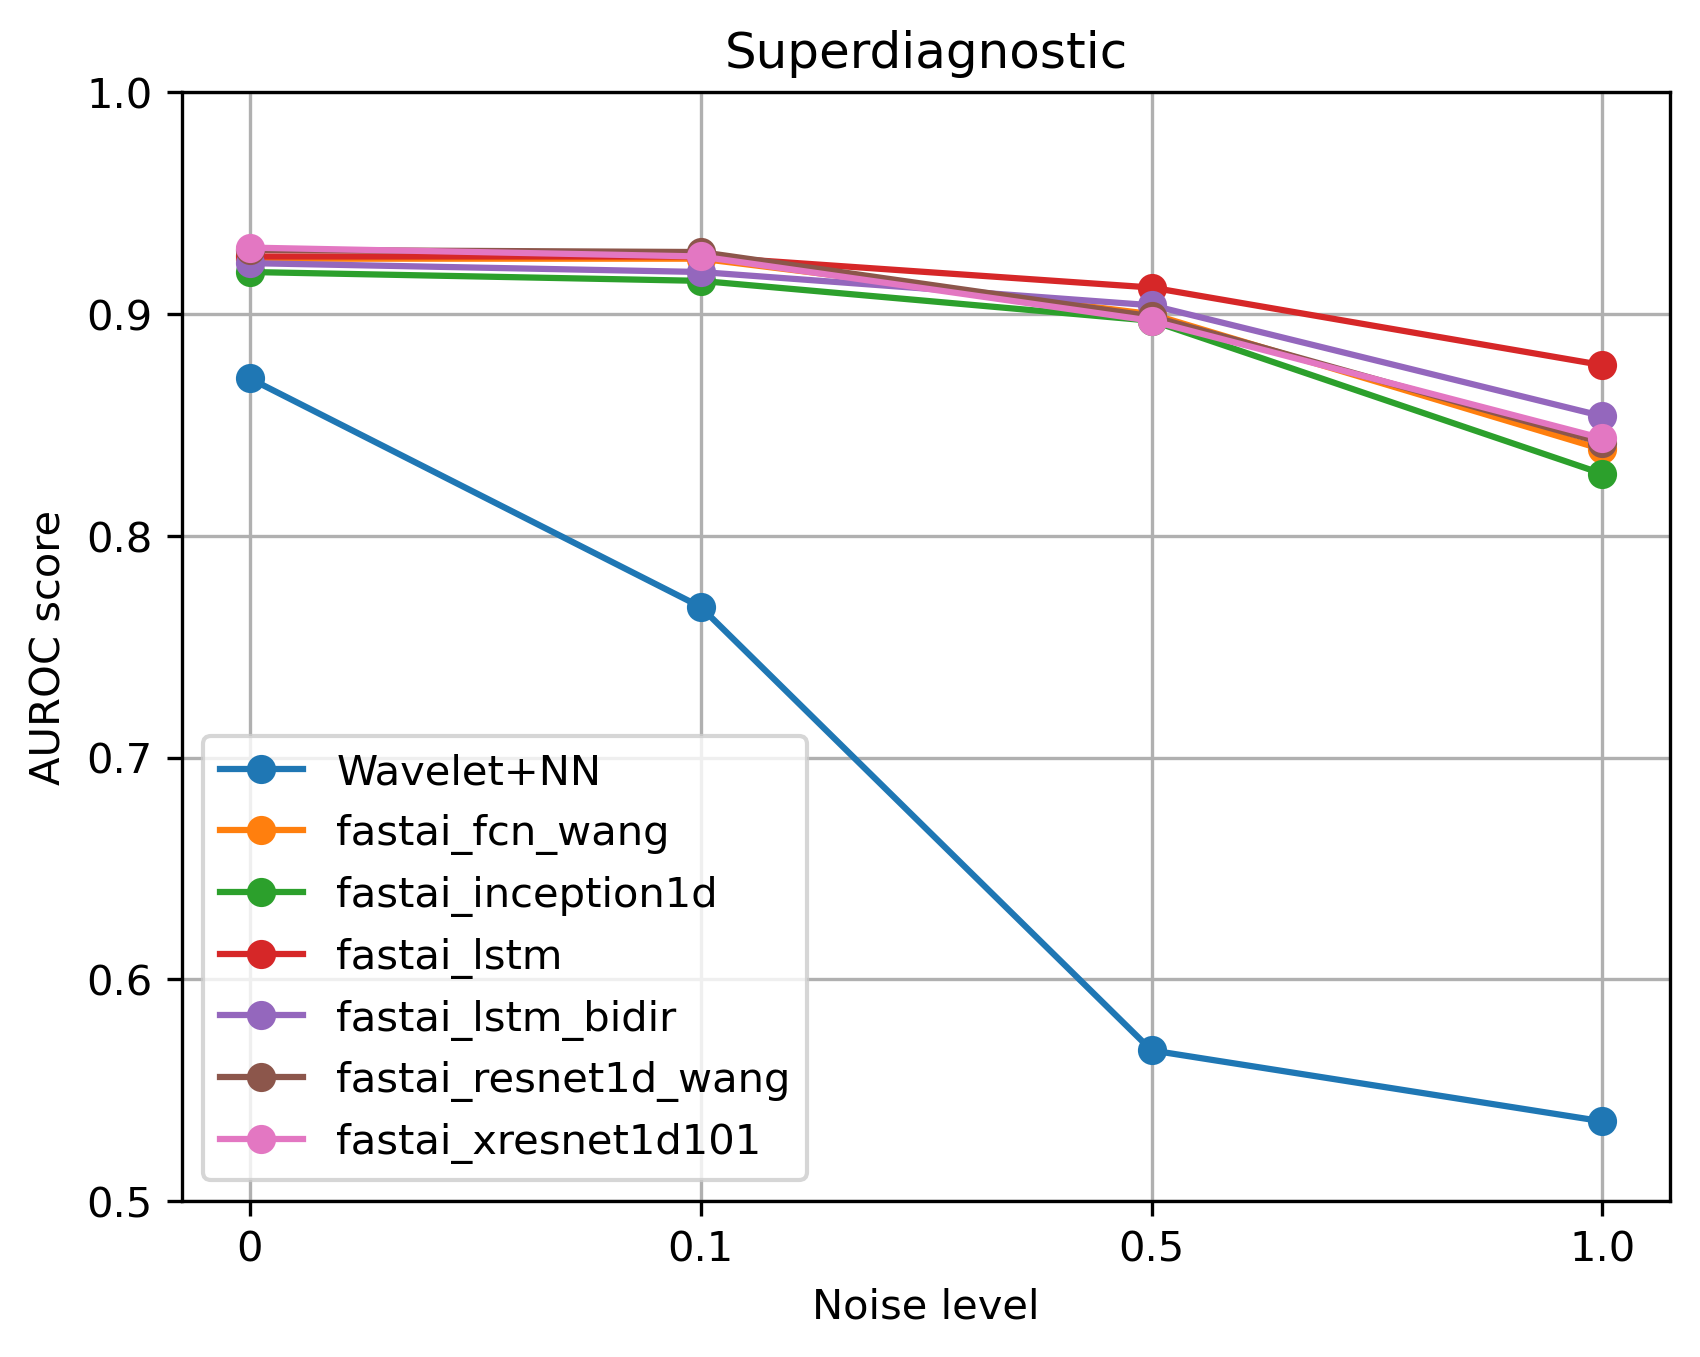 Superdiagnostic
1.0
0.9
0.8
0.7
0.6
0.5
AUROC score
Wavelet+NN
fastai_fcn_wang
fastai_inception1d
fastai_lstm
fastai_lstm_bidir
fastai_resnet1d_wang
fastai_xresnet1d101
0 0.1 0.5 1.0
Noise level